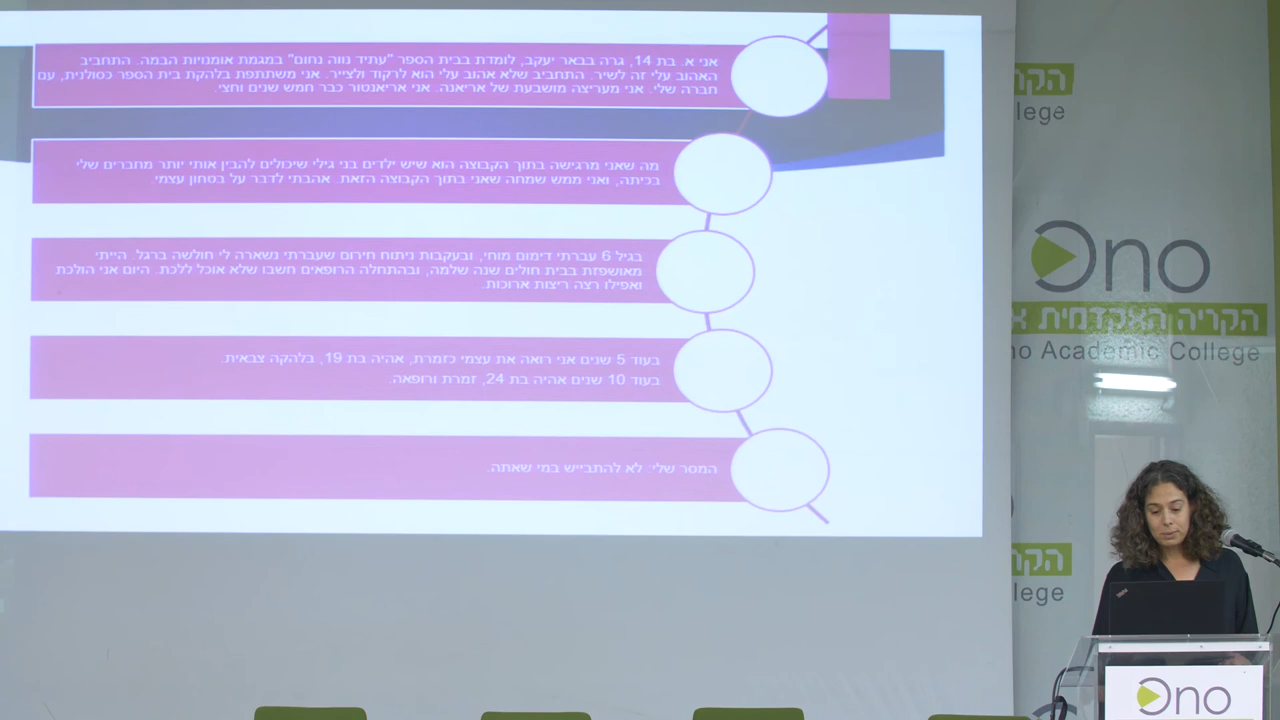 אני א. בת 14, גרה בבאר יעקב, לומדת בבית הספר "עתיד נווה נחום" במגמת אומנויות הבמה. התחביב
האהוב עלי זה לשיר. התחביב שלא אהוב עלי הוא לרקוד ולצייר. אני משתתפת בלהקת בית הספר כסולנית, עם
חברה שלי. אני מעריצה מושבעת של אריאנה. אני אריאנטור כבר חמש שנים וחצי.
מה שאני מרגישה בתוך הקבוצה הוא שיש ילדים בני גילי שיכולים להבין אותי יותר מחברים שלי
בכיתה, ואני ממש שמחה שאני בתוך הקבוצה הזאת. אהבתי לדבר על בטחון עצמי.
בגיל 6 עברתי דימום מוחי, ובעקבות ניתוח חירום שעברתי נשארה לי חולשה ברגל. הייתי
מאושפזת בבית חולים שנה שלמה, ובהתחלה הרופאים חשבו שלא אוכל ללכת. היום אני הולכת
ואפילו רצה ריצות ארוכות.
בעוד 5 שנים אני רואה את עצמי כזמרת, אהיה בת 19, בלהקה צבאית.
בעוד 10 שנים אהיה בת 24, זמרת ורופאה.
המסר שלי: לא להתבייש במי שאתה.
הקר
lege
Ono
הקריה האקדמית א
no Academic College
הקר
llege
Ono